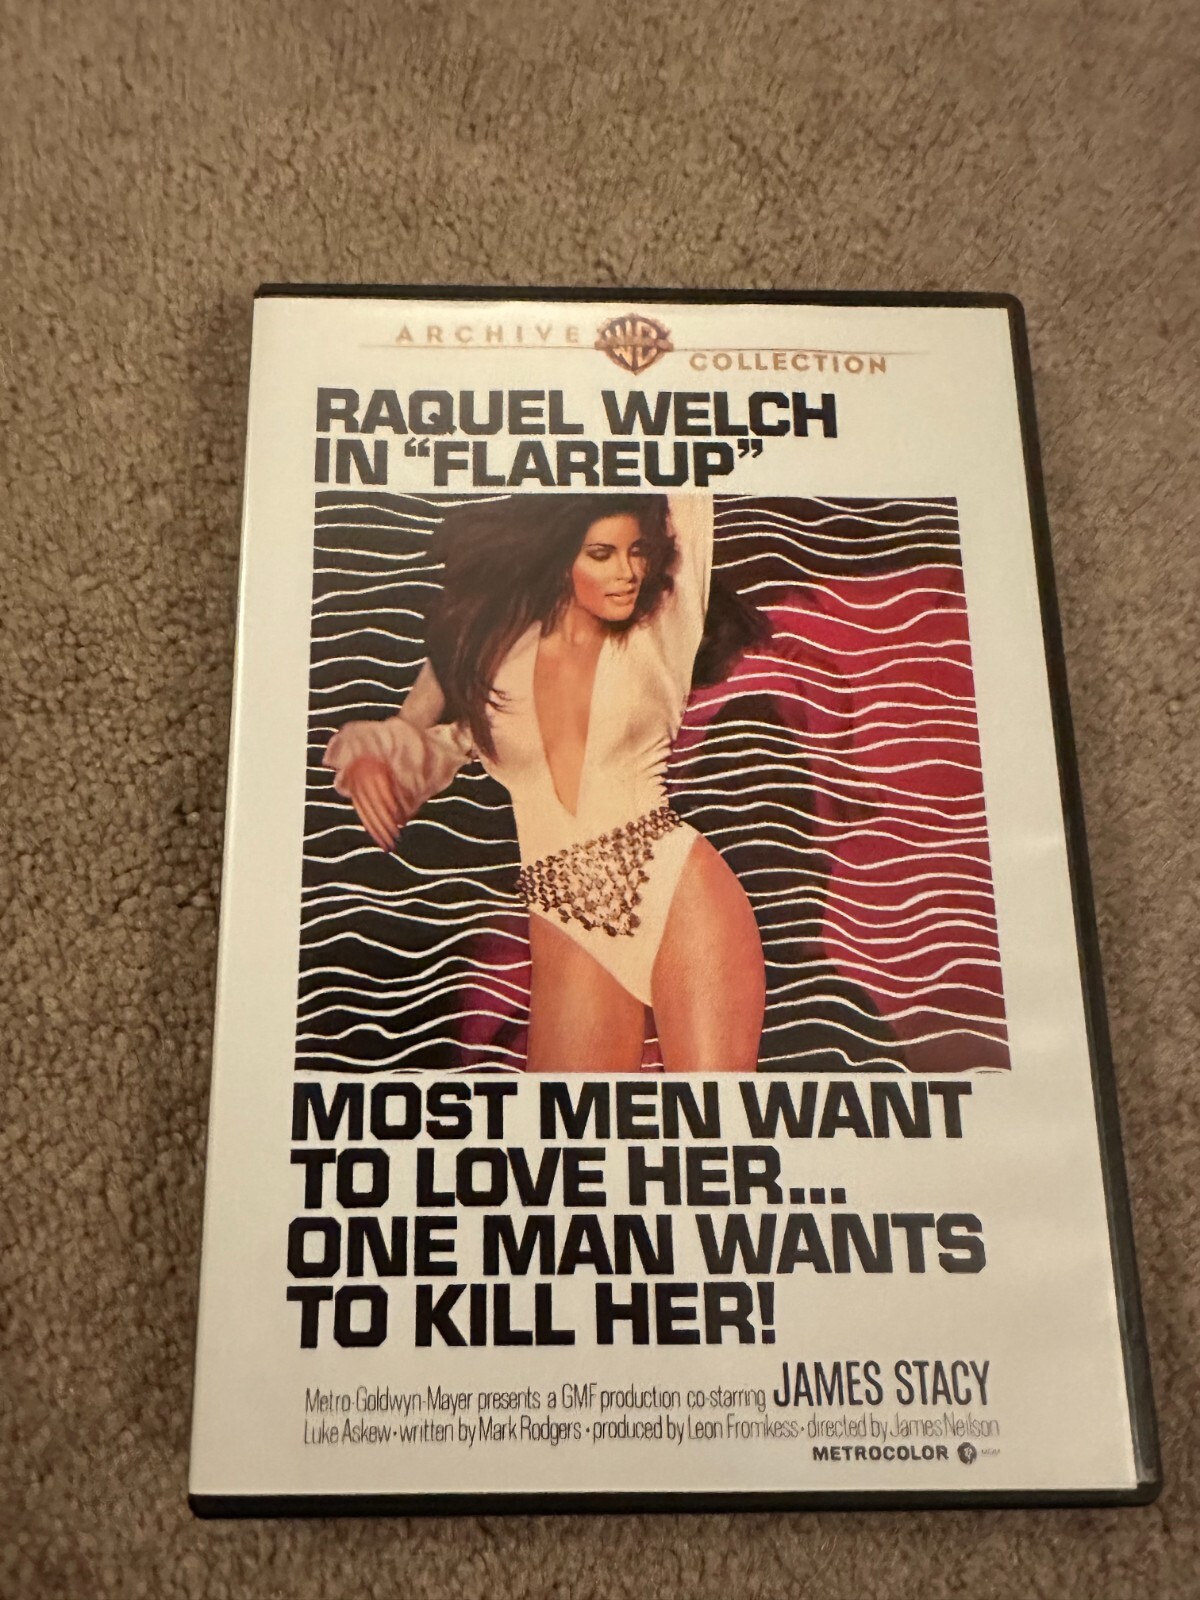 ARCHIVE WB COLLECTION
RAQUEL WELCH
IN “FLAREUP”
MOST MEN WANT
TO LOVE HER...
ONE MAN WANTS
TO KILL HER!
Metro-Goldwyn-Mayer presents a GMF production co-starring JAMES STACY
Luke Askew • written by Mark Rodgers • produced by Leon Fromkess • directed by James Neilson
METROCOLOR MGM